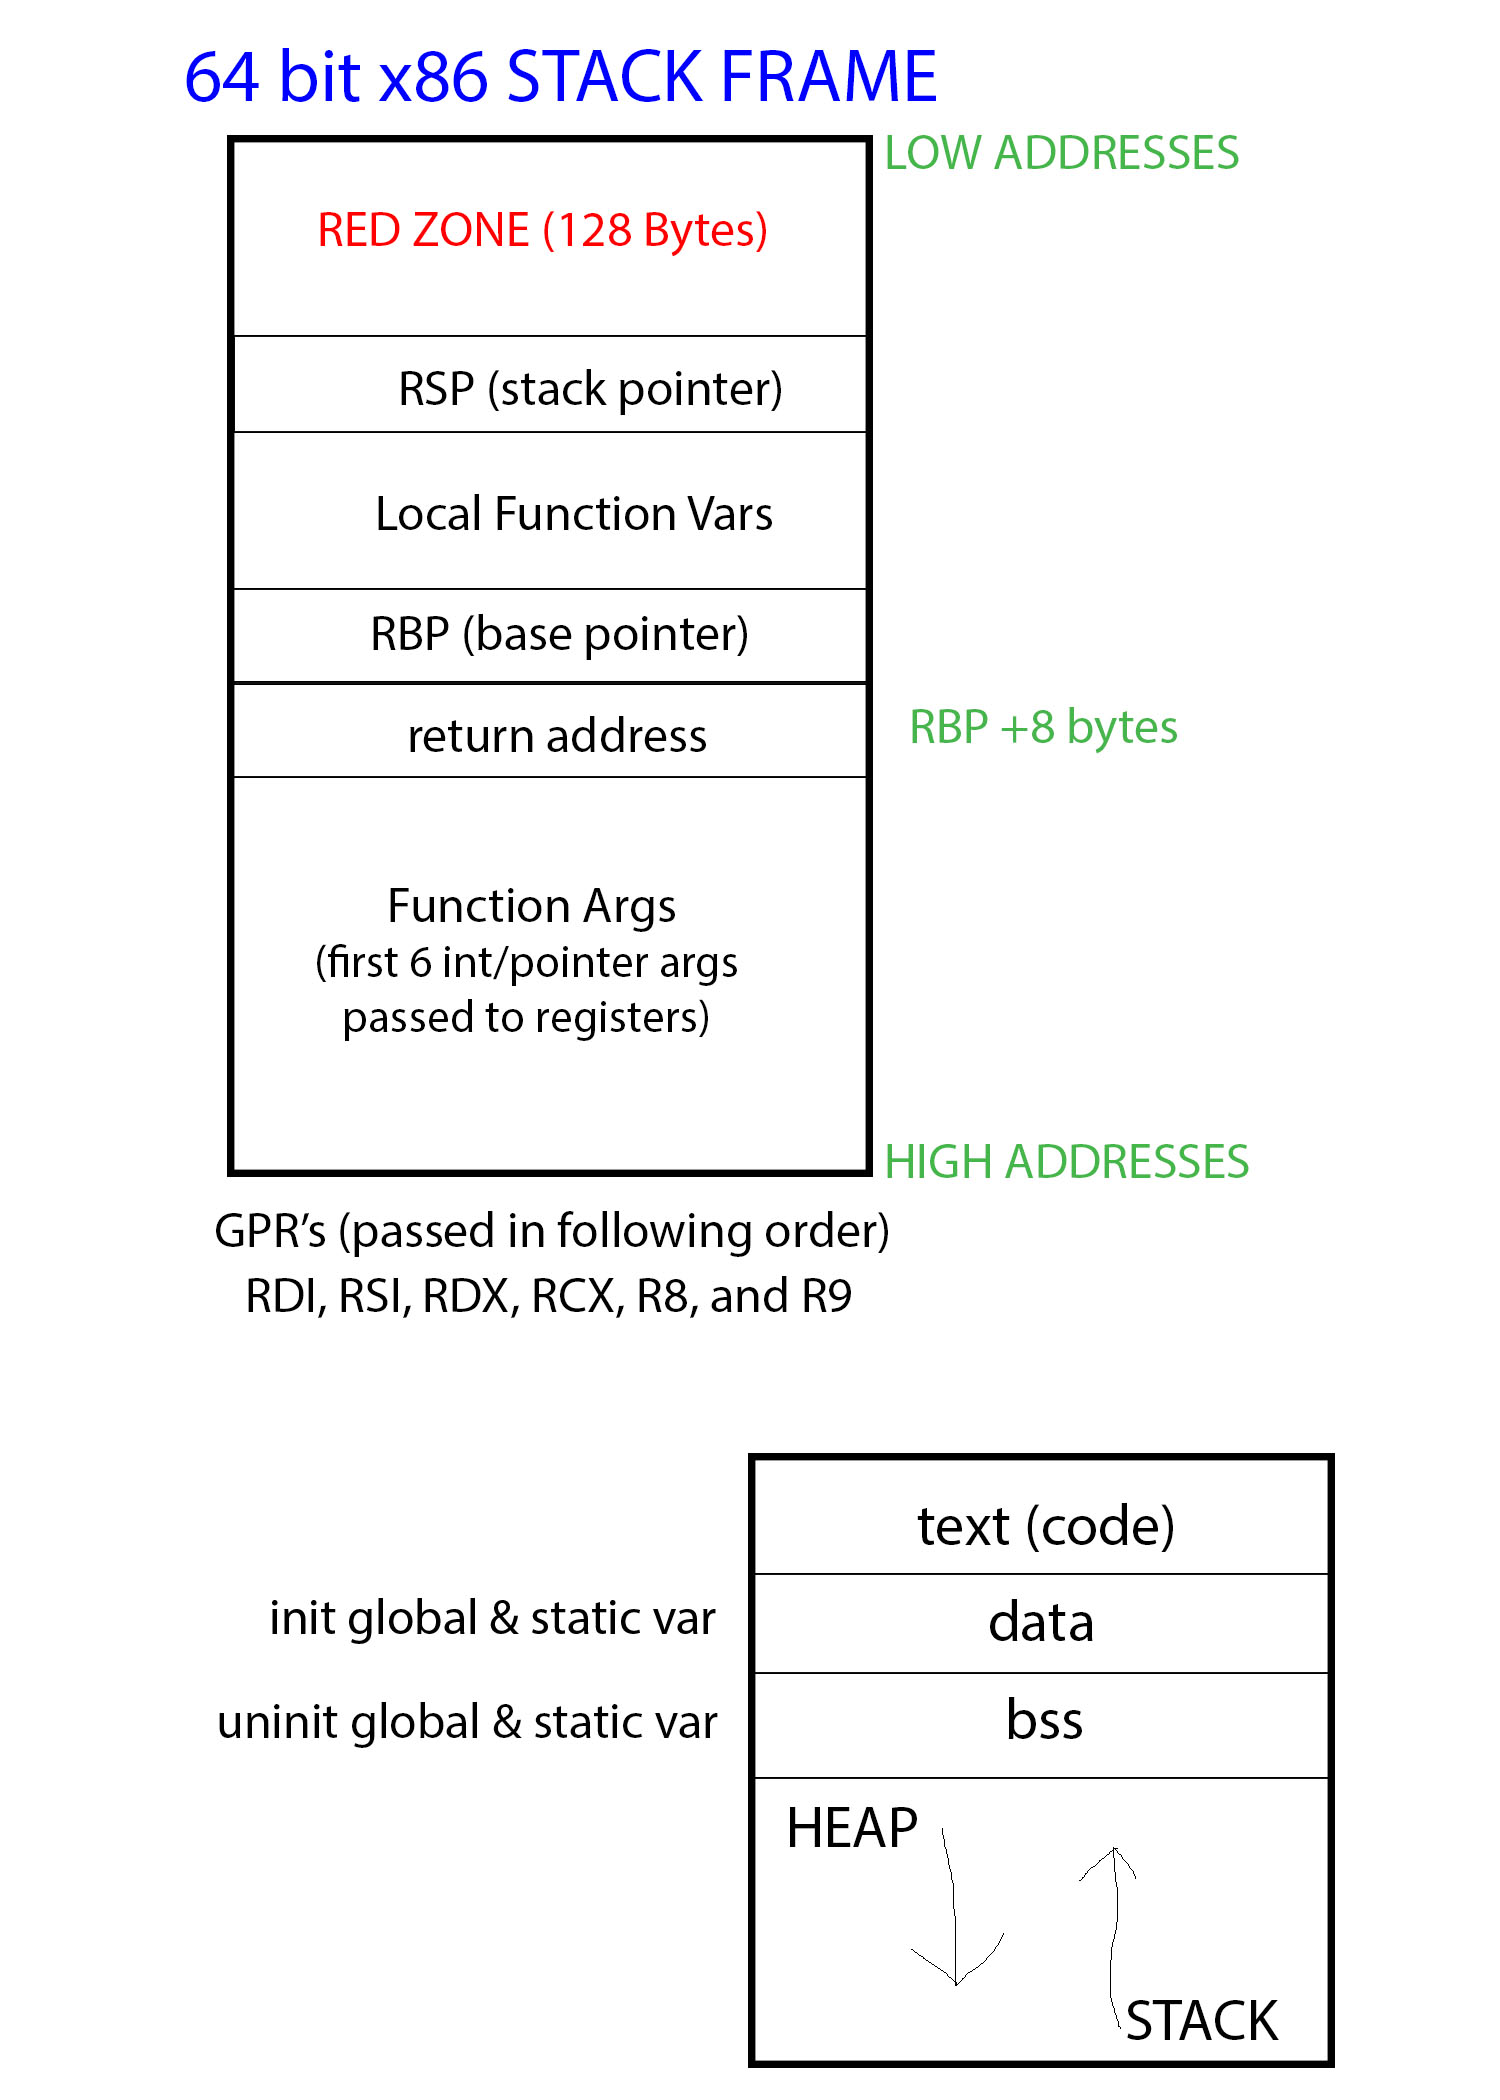 64 bit x86 STACK FRAME
LOW ADDRESSES
RED ZONE (128 Bytes)
RSP (stack pointer)
Local Function Vars
RBP (base pointer)
return address
RBP +8 bytes
Function Args
(first 6 int/pointer args
passed to registers)
HIGH ADDRESSES
GPR’s (passed in following order)
RDI, RSI, RDX, RCX, R8, and R9
text (code)
init global & static var
data
uninit global & static var
bss
HEAP
STACK